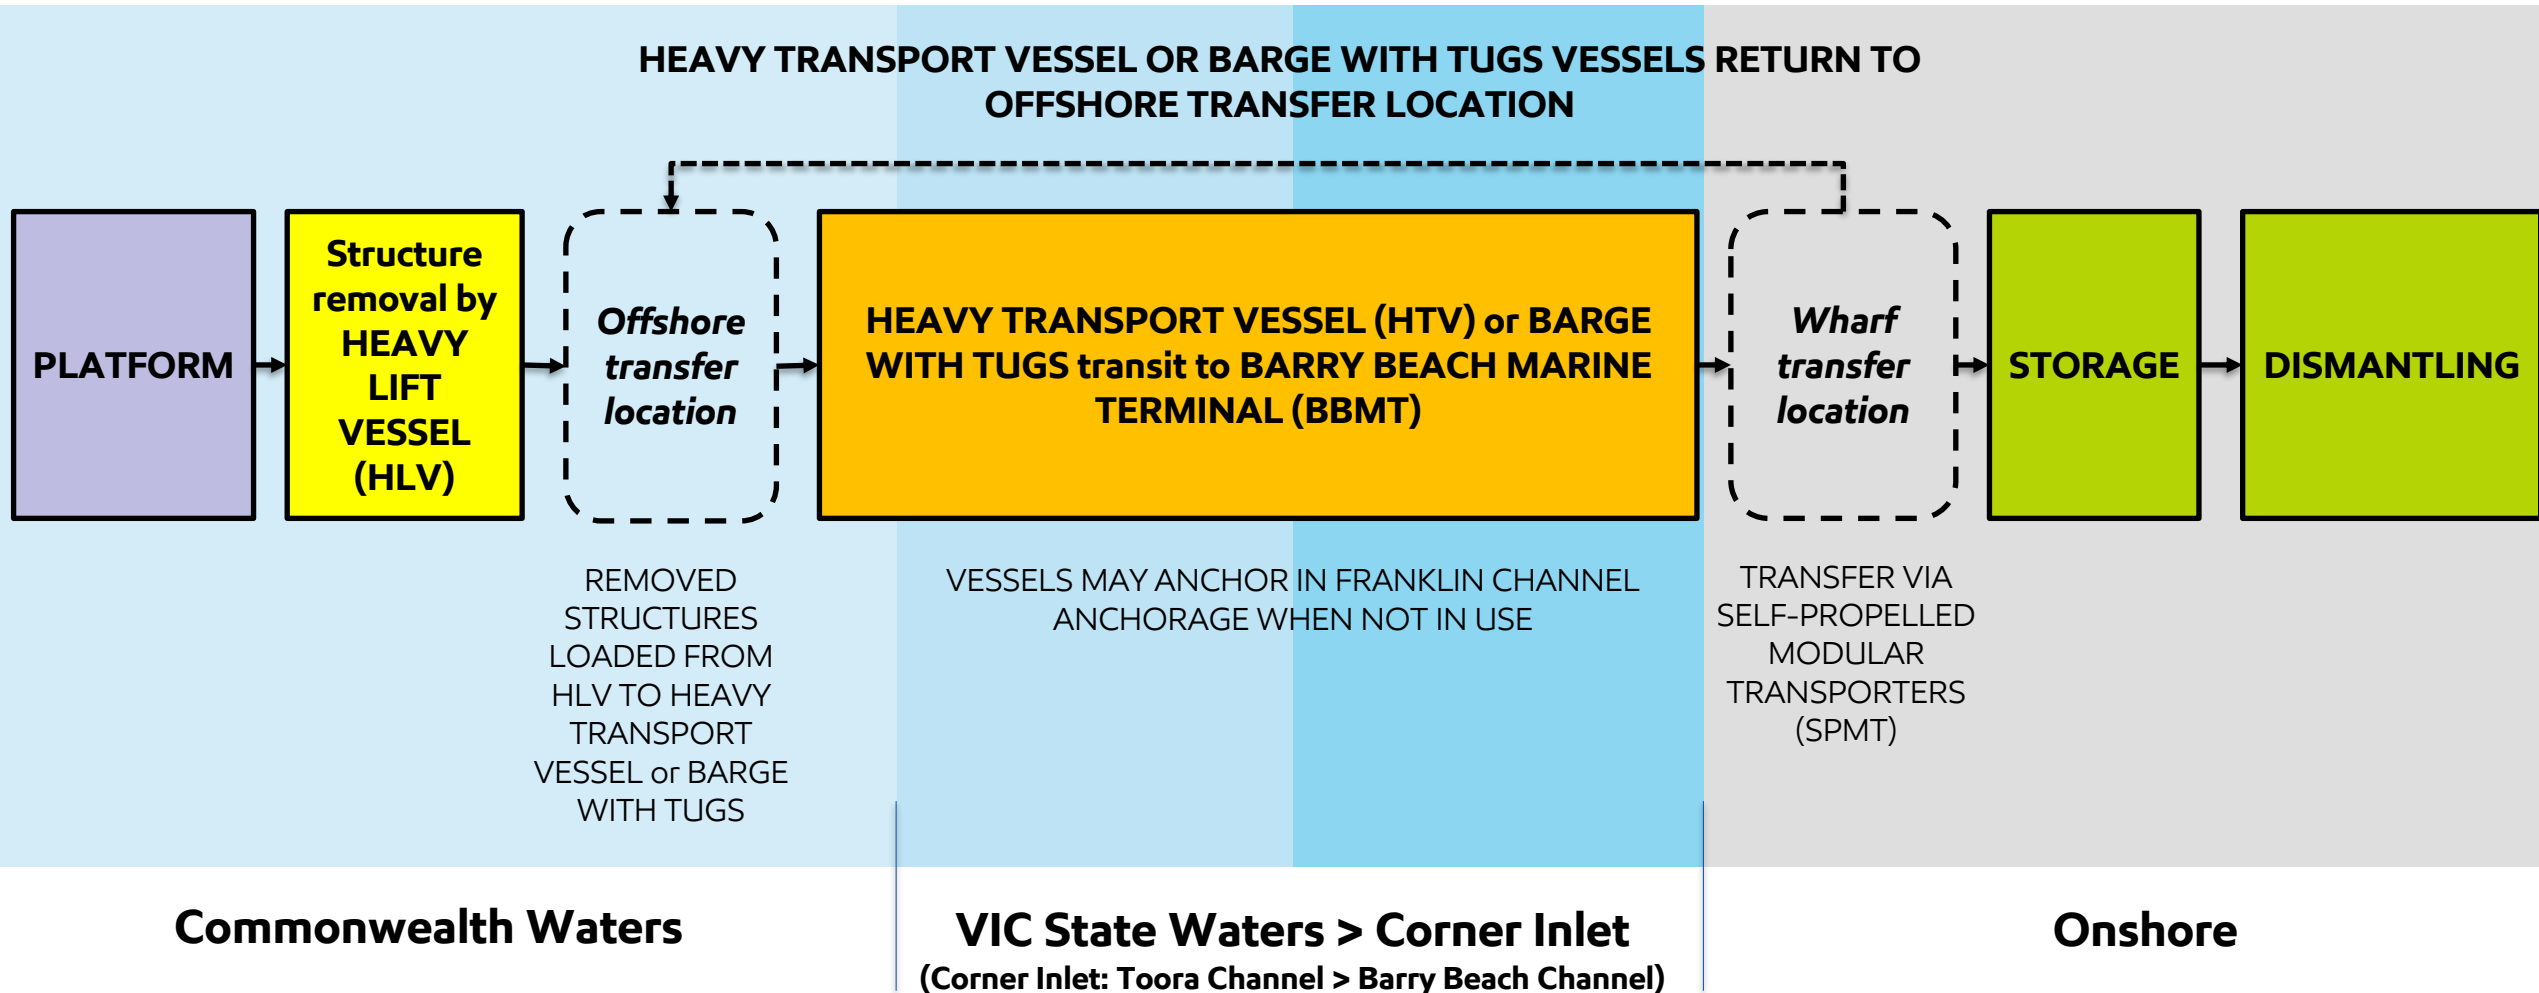 HEAVY TRANSPORT VESSEL OR BARGE WITH TUGS VESSELS RETURN TO
OFFSHORE TRANSFER LOCATION
PLATFORM
Structure
removal by
HEAVY
LIFT
VESSEL
(HLV)
Offshore
transfer
location
HEAVY TRANSPORT VESSEL (HTV) or BARGE
WITH TUGS transit to BARRY BEACH MARINE
TERMINAL (BBMT)
Wharf
transfer
location
STORAGE
DISMANTLING
REMOVED
STRUCTURES
LOADED FROM
HLV TO HEAVY
TRANSPORT
VESSEL or BARGE
WITH TUGS
VESSELS MAY ANCHOR IN FRANKLIN CHANNEL
ANCHORAGE WHEN NOT IN USE
TRANSFER VIA
SELF-PROPELLED
MODULAR
TRANSPORTERS
(SPMT)
Commonwealth Waters
VIC State Waters > Corner Inlet
(Corner Inlet: Toora Channel > Barry Beach Channel)
Onshore